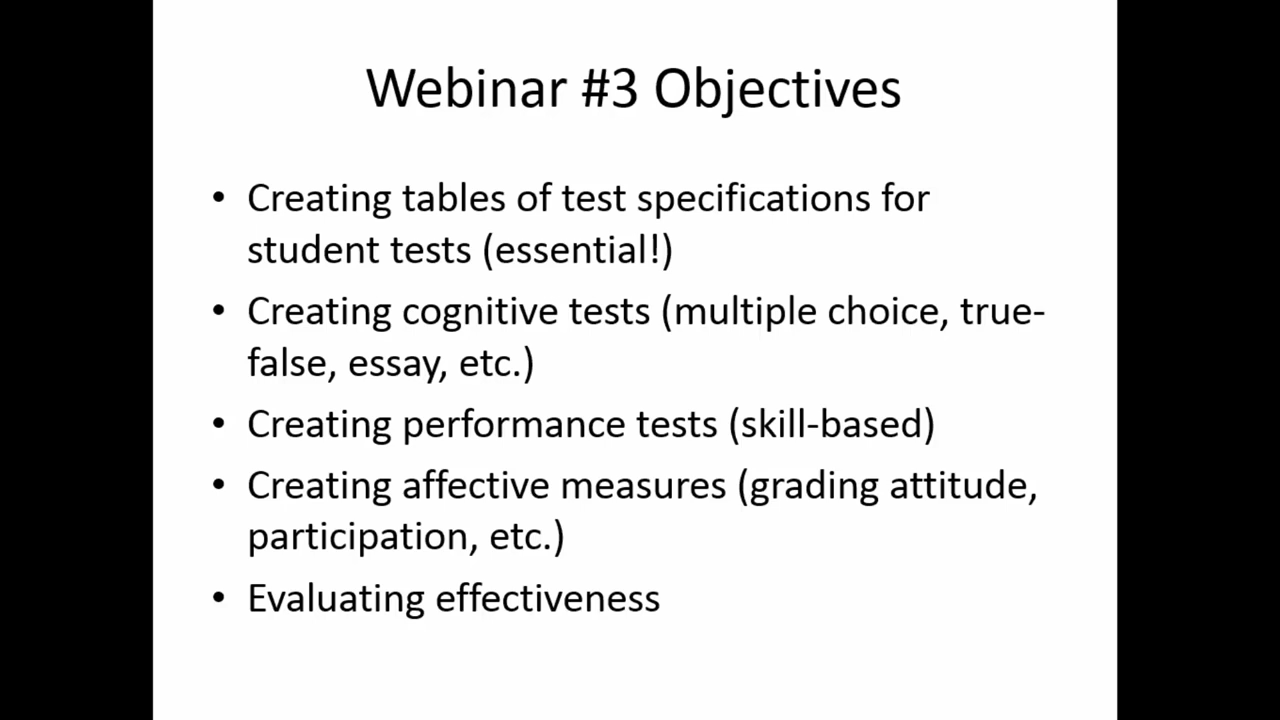 Webinar #3 Objectives
• Creating tables of test specifications for
student tests (essential!)
• Creating cognitive tests (multiple choice, true-
false, essay, etc.)
• Creating performance tests (skill-based)
• Creating affective measures (grading attitude,
participation, etc.)
• Evaluating effectiveness